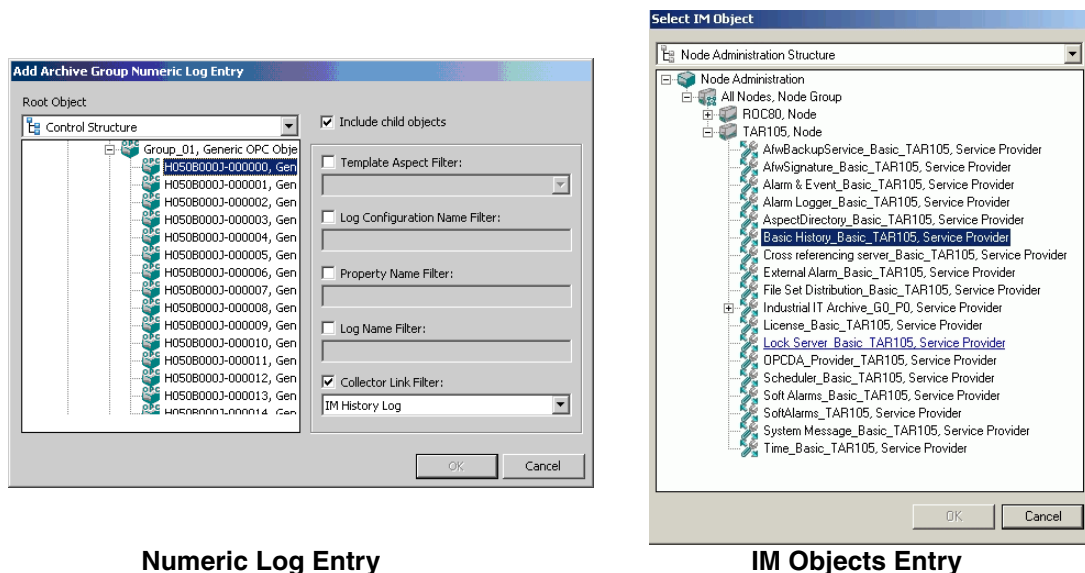 Add Archive Group Numeric Log Entry
Root Object
Control Structure
Group_01, Generic OPC Obje
H050B000J-000000, Gen
H050B000J-000001, Gen
H050B000J-000002, Gen
H050B000J-000003, Gen
H050B000J-000004, Gen
H050B000J-000005, Gen
H050B000J-000006, Gen
H050B000J-000007, Gen
H050B000J-000008, Gen
H050B000J-000009, Gen
H050B000J-000010, Gen
H050B000J-000011, Gen
H050B000J-000012, Gen
H050B000J-000013, Gen
H050B000J-000014, Gen
Include child objects
Template Aspect Filter:
Log Configuration Name Filter:
Property Name Filter:
Log Name Filter:
Collector Link Filter:
IM History Log
OK
Cancel
Numeric Log Entry
Select IM Object
Node Administration Structure
Node Administration
All Nodes, Node Group
ROC80, Node
TAR105, Node
AfwBackupService_Basic_TAR105, Service Provider
AfwSignature_Basic_TAR105, Service Provider
Alarm & Event_Basic_TAR105, Service Provider
Alarm Logger_Basic_TAR105, Service Provider
AspectDirectory_Basic_TAR105, Service Provider
Basic History_Basic_TAR105, Service Provider
Cross referencing server_Basic_TAR105, Service Provider
External Alarm_Basic_TAR105, Service Provider
File Set Distribution_Basic_TAR105, Service Provider
Industrial IT Archive_G0_P0, Service Provider
License_Basic_TAR105, Service Provider
Lock Server_Basic_TAR105, Service Provider
OPCDA_Provider_TAR105, Service Provider
Scheduler_Basic_TAR105, Service Provider
Soft Alarms_Basic_TAR105, Service Provider
SoftAlarms_TAR105, Service Provider
System Message_Basic_TAR105, Service Provider
Time_Basic_TAR105, Service Provider
OK
Cancel
IM Objects Entry